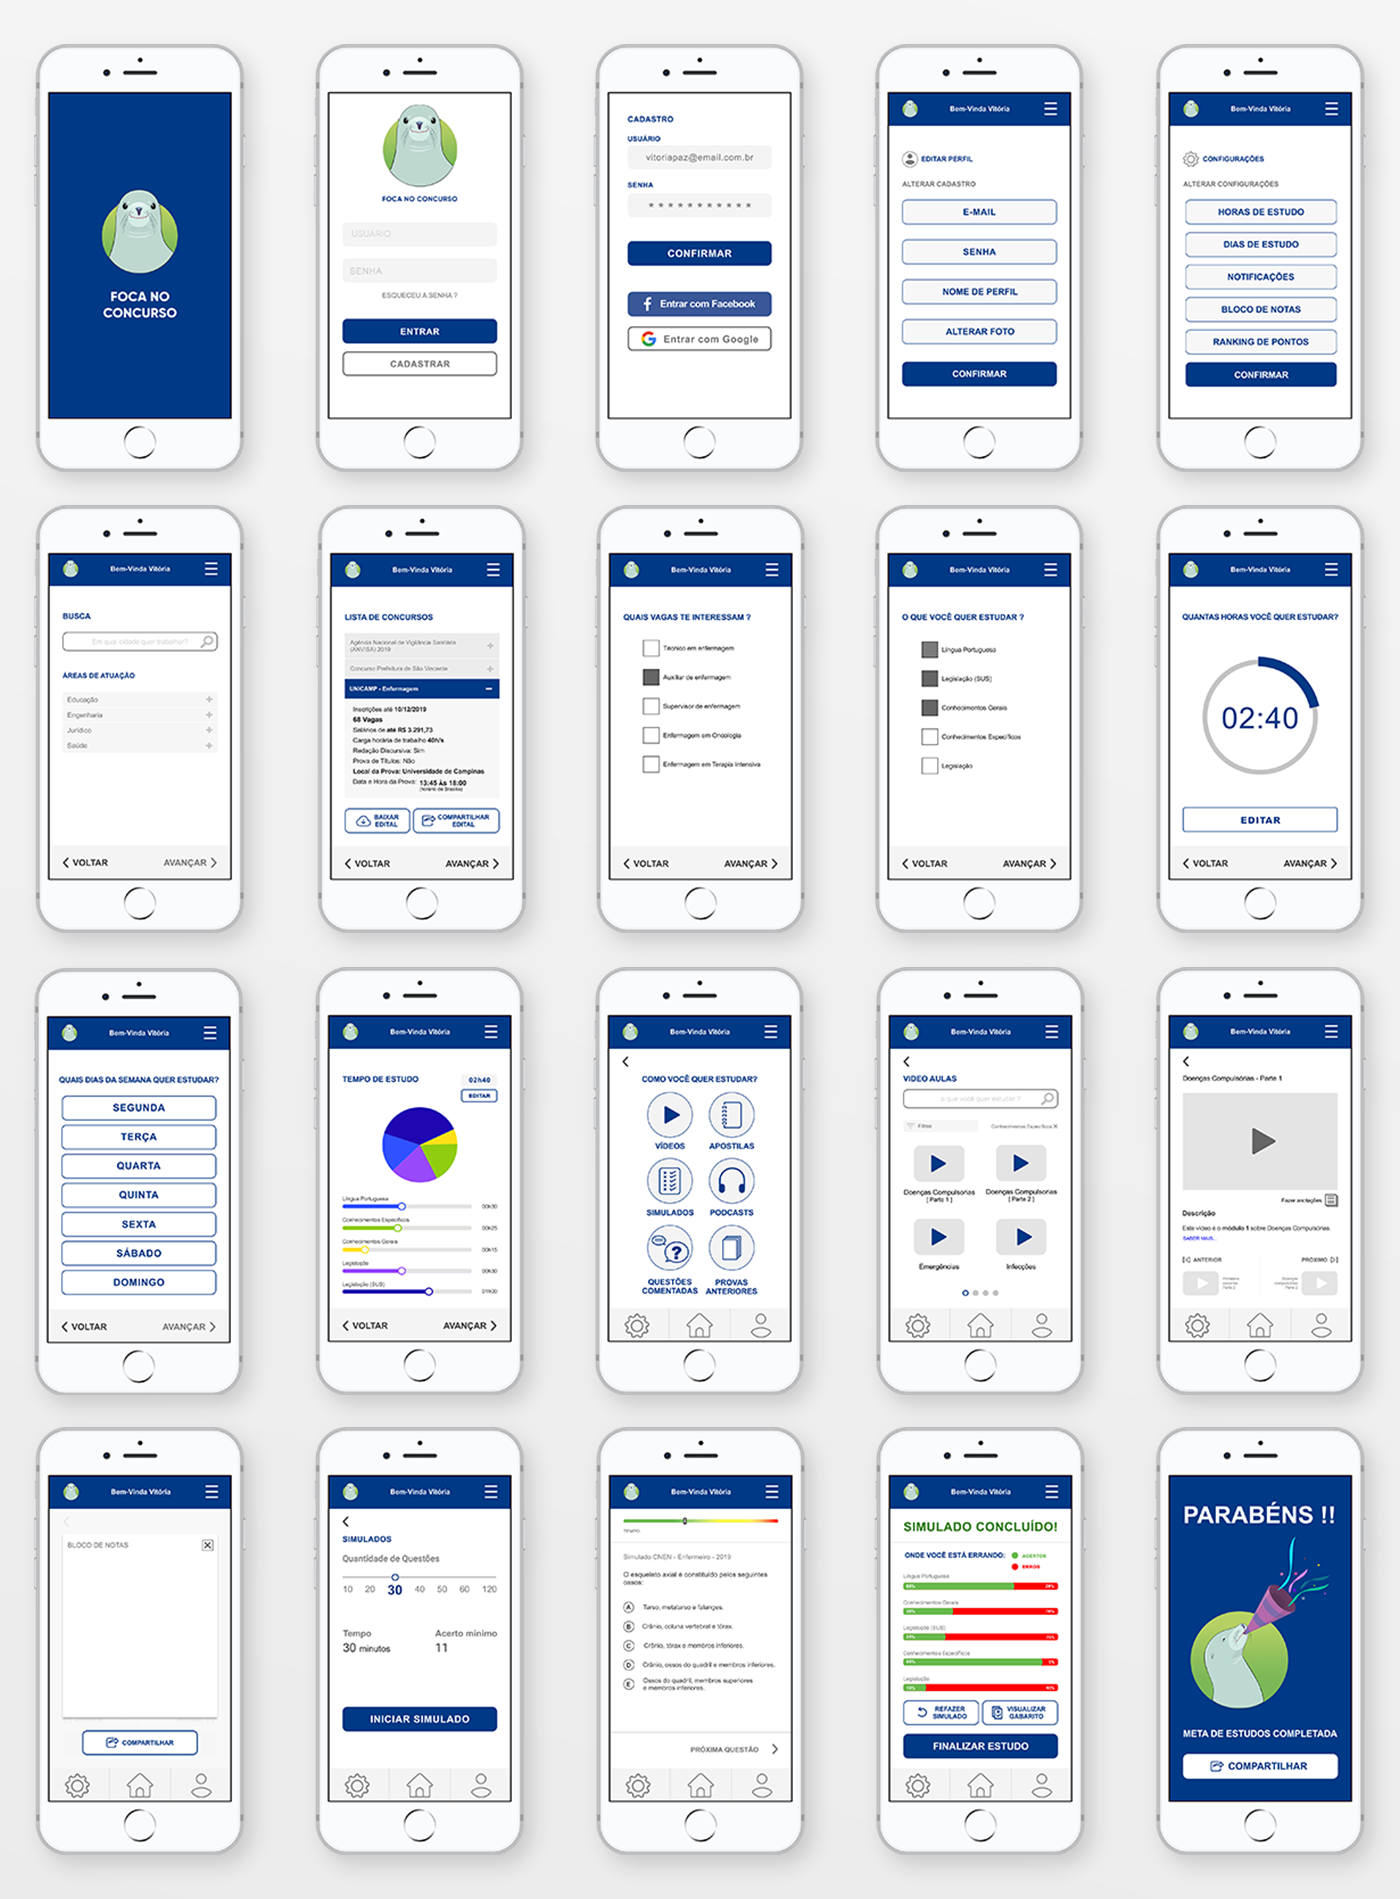 FOCA NO
CONCURSO
FOCA NO CONCURSO
USUÁRIO
SENHA
ESQUECEU A SENHA ?
ENTRAR
CADASTRAR
CADASTRO
USUÁRIO
vitoriapaz@email.com.br
SENHA
* * * * * * * * * * *
CONFIRMAR
Entrar com Facebook
Entrar com Google
Bem-Vinda Vitória
EDITAR PERFIL
ALTERAR CADASTRO
E-MAIL
SENHA
NOME DE PERFIL
ALTERAR FOTO
CONFIRMAR
Bem-Vinda Vitória
CONFIGURAÇÕES
ALTERAR CONFIGURAÇÕES
HORAS DE ESTUDO
DIAS DE ESTUDO
NOTIFICAÇÕES
BLOCO DE NOTAS
RANKING DE PONTOS
CONFIRMAR
Bem-Vinda Vitória
BUSCA
Em qual cidade quer trabalhar?
ÁREAS DE ATUAÇÃO
Educação +
Engenharia +
Jurídico +
Saúde +
VOLTAR AVANÇAR
Bem-Vinda Vitória
LISTA DE CONCURSOS
Agência Nacional de Vigilância Sanitária
(ANVISA) 2019 +
Concurso Prefeitura de São Vicente +
UNICAMP - Enfermagem
Inscrições até 10/12/2019
68 Vagas
Salários de até R$ 3.291,73
Carga horária de trabalho 40h/s
Redação Discursiva: Sim
Prova de Títulos: Não
Local da Prova: Universidade de Campinas
Data e Hora da Prova: 13:45 às 18:00
(horário de Brasília)
BAIXAR
EDITAL
COMPARTILHAR
EDITAL
VOLTAR AVANÇAR
Bem-Vinda Vitória
QUAIS VAGAS TE INTERESSAM ?
Técnico em enfermagem
Auxiliar de enfermagem
Supervisor de enfermagem
Enfermagem em Oncologia
Enfermagem em Terapia Intensiva
VOLTAR AVANÇAR
Bem-Vinda Vitória
O QUE VOCÊ QUER ESTUDAR ?
Língua Portuguesa
Legislação (SUS)
Conhecimentos Gerais
Conhecimentos Específicos
Legislação
VOLTAR AVANÇAR
Bem-Vinda Vitória
QUANTAS HORAS VOCÊ QUER ESTUDAR?
02:40
EDITAR
VOLTAR AVANÇAR
Bem-Vinda Vitória
QUAIS DIAS DA SEMANA QUER ESTUDAR?
SEGUNDA
TERÇA
QUARTA
QUINTA
SEXTA
SÁBADO
DOMINGO
VOLTAR AVANÇAR
Bem-Vinda Vitória
TEMPO DE ESTUDO 02h40
EDITAR
Língua Portuguesa
00h30
Conhecimentos Específicos
00h25
Conhecimentos Gerais
00h15
Legislação
00h30
Legislação (SUS)
01h00
VOLTAR AVANÇAR
Bem-Vinda Vitória
COMO VOCÊ QUER ESTUDAR?
VÍDEOS APOSTILAS
SIMULADOS PODCASTS
QUESTÕES
COMENTADAS
PROVAS
ANTERIORES
Bem-Vinda Vitória
VIDEO AULAS
o que você quer estudar ?
Filtros Conhecimentos Específicos X
Doenças Compulsórias
[ Parte 1 ]
Doenças Compulsórias
[ Parte 2 ]
Emergências Infecções
Bem-Vinda Vitória
Doenças Compulsórias - Parte 1
Fazer anotações
Descrição
Este vídeo é o módulo 1 sobre Doenças Compulsórias.
SABER MAIS...
ANTERIOR PRÓXIMO
Bem-Vinda Vitória
BLOCO DE NOTAS
COMPARTILHAR
Bem-Vinda Vitória
SIMULADOS
Quantidade de Questões
10 20 30 40 50 60 120
Tempo Acerto mínimo
30 minutos 11
INICIAR SIMULADO
Bem-Vinda Vitória
TEMPO
Simulado CNEN - Enfermeiro - 2019
O esqueleto axial é constituído pelos seguintes
ossos:
A Tarso, metatarso e falanges.
B Crânio, coluna vertebral e tórax.
C Crânio, tórax e membros inferiores.
D Crânio, ossos do quadril e membros inferiores.
E Ossos do quadril, membros superiores
e membros inferiores.
PRÓXIMA QUESTÃO
Bem-Vinda Vitória
SIMULADO CONCLUÍDO!
ONDE VOCÊ ESTÁ ERRANDO: ACERTOS
ERROS
Língua Portuguesa
Conhecimentos Gerais
Legislação (SUS)
Conhecimentos Específicos
Legislação
REFAZER
SIMULADO
VISUALIZAR
GABARITO
FINALIZAR ESTUDO
PARABÉNS !!
META DE ESTUDOS COMPLETADA
COMPARTILHAR